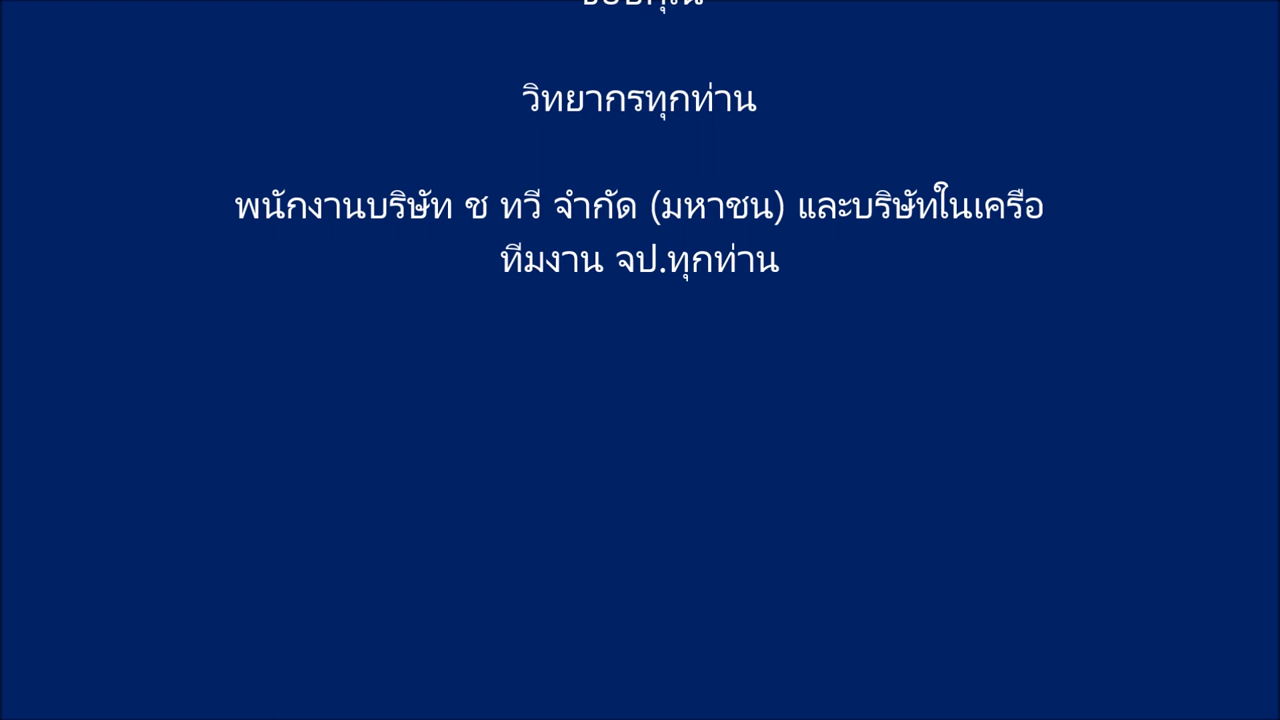 วิทยากรทุกท่าน
พนักงานบริษัท ช ทวี จำกัด (มหาชน) และบริษัทในเครือ
ทีมงาน จป.ทุกท่าน